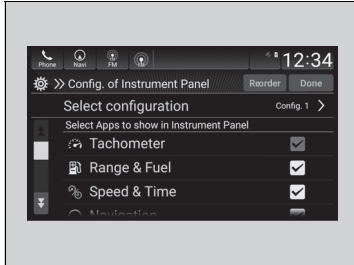 Phone Navi FM
12:34
Config. of Instrument Panel Reorder Done
Select configuration Config. 1
Select Apps to show in Instrument Panel
Tachometer
Range & Fuel
Speed & Time
Navigation